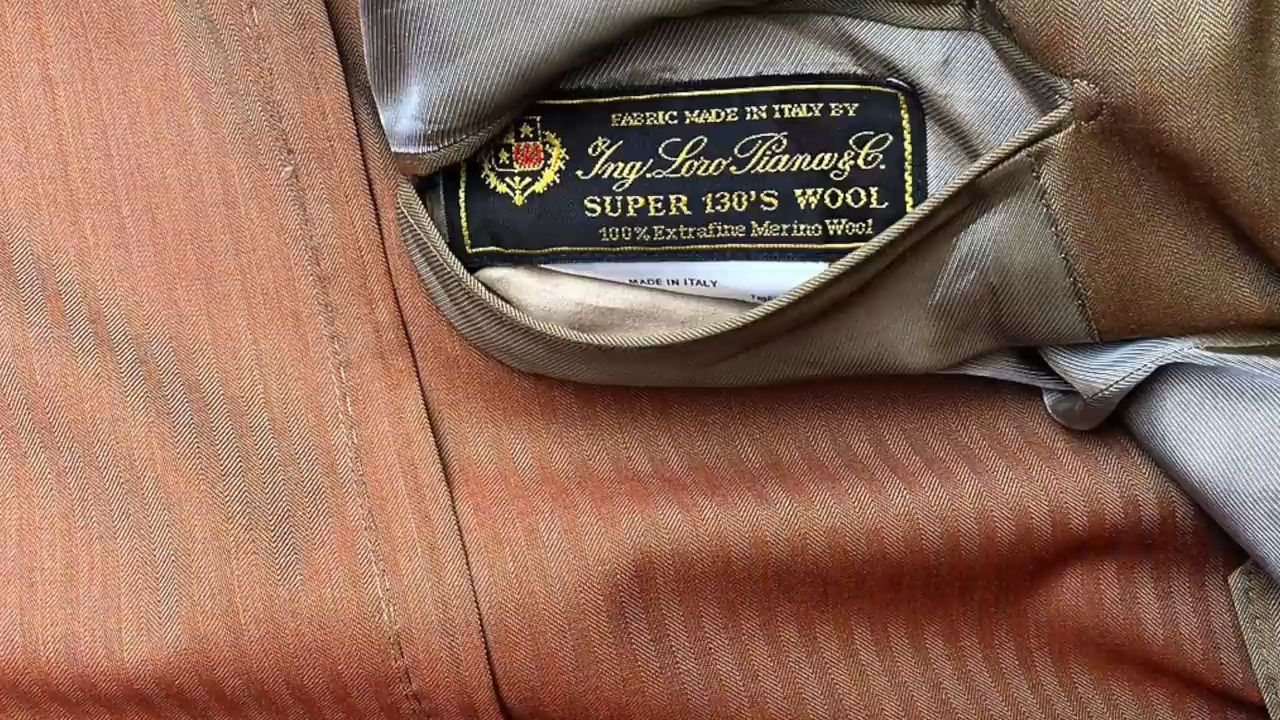 FABRIC MADE IN ITALY BY
Ing. Loro Piana & C.
SUPER 130'S WOOL
100% Extrafine Merino Wool
MADE IN ITALY